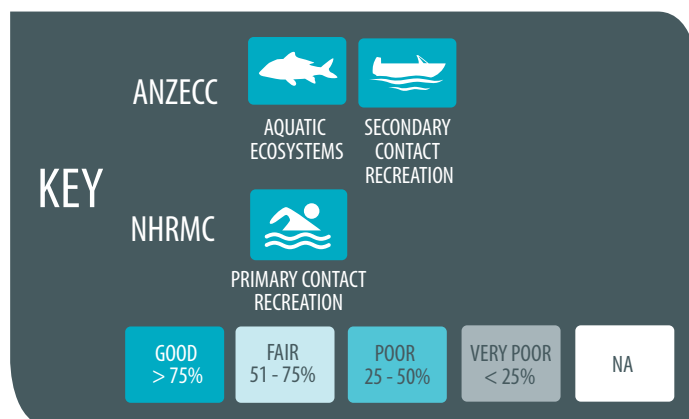 KEY
ANZECC
AQUATIC
ECOSYSTEMS
SECONDARY
CONTACT
RECREATION
NHRMC
PRIMARY CONTACT
RECREATION
GOOD
> 75%
FAIR
51 - 75%
POOR
25 - 50%
VERY POOR
< 25%
NA